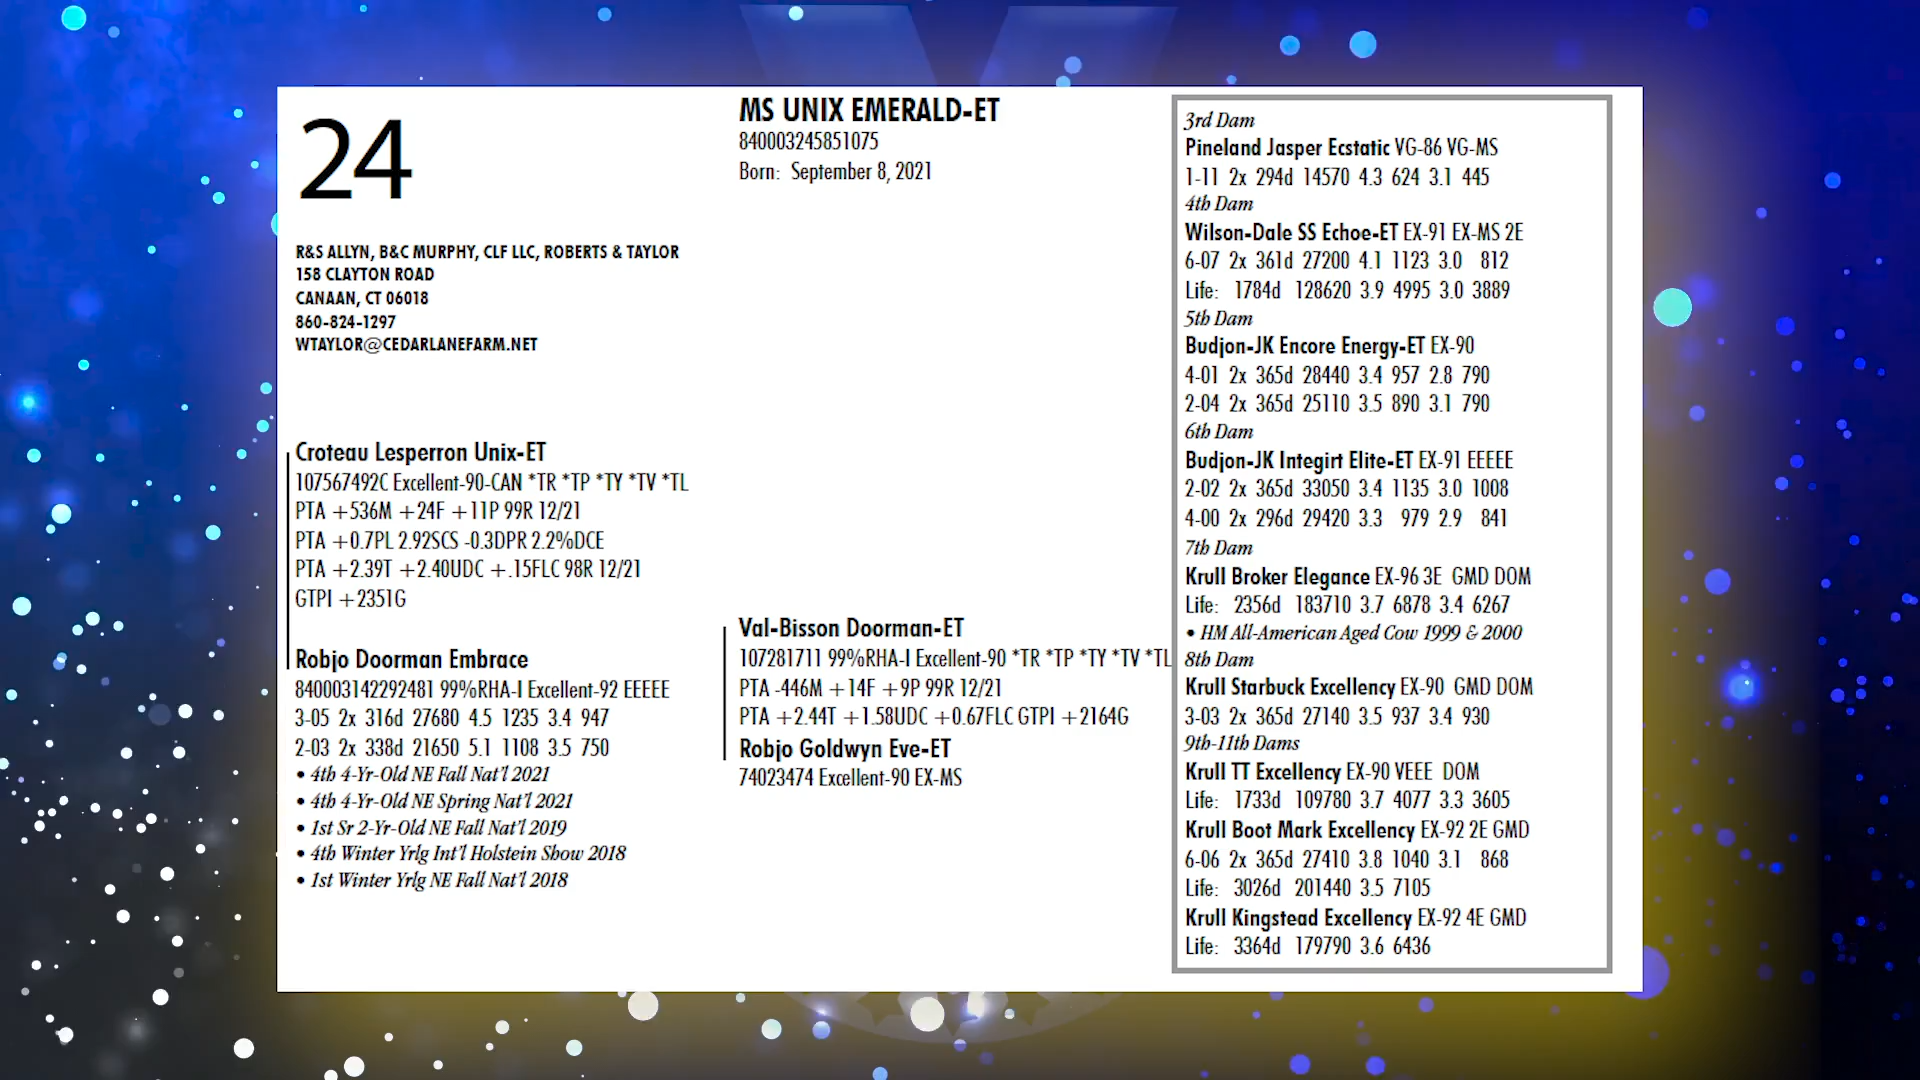 24
R&S ALLYN, B&C MURPHY, CLF LLC, ROBERTS & TAYLOR
158 CLAYTON ROAD
CANAAN, CT 06018
860-824-1297
WTAYLOR@CEDARLANEFARM.NET
MS UNIX EMERALD-ET
840003245851075
Born: September 8, 2021
Croteau Lesperron Unix-ET
107567492C Excellent-90-CAN *TR *TP *TY *TV *TL
PTA +536M +24F +11P 99R 12/21
PTA +0.7PL 2.92SCS -0.3DPR 2.2%DCE
PTA +2.39T +2.40UDC +.15FLC 98R 12/21
GTPI +2351G
Robjo Doorman Embrace
840003142292481 99%RHA-I Excellent-92 EEEEE
3-05 2x 316d 27680 4.5 1235 3.4 947
2-03 2x 338d 21650 5.1 1108 3.5 750
• 4th 4-Yr-Old NE Fall Nat'l 2021
• 4th 4-Yr-Old NE Spring Nat'l 2021
• 1st Sr 2-Yr-Old NE Fall Nat'l 2019
• 4th Winter Yrlg Int'l Holstein Show 2018
• 1st Winter Yrlg NE Fall Nat'l 2018
Val-Bisson Doorman-ET
107281711 99%RHA-I Excellent-90 *TR *TP *TY *TV *TL
PTA -446M +14F +9P 99R 12/21
PTA +2.44T +1.58UDC +0.67FLC GTPI +2164G
Robjo Goldwyn Eve-ET
74023474 Excellent-90 EX-MS
3rd Dam
Pineland Jasper Ecstatic VG-86 VG-MS
1-11 2x 294d 14570 4.3 624 3.1 445
4th Dam
Wilson-Dale SS Echoe-ET EX-91 EX-MS 2E
6-07 2x 361d 27200 4.1 1123 3.0 812
Life: 1784d 128620 3.9 4995 3.0 3889
5th Dam
Budjon-JK Encore Energy-ET EX-90
4-01 2x 365d 28440 3.4 957 2.8 790
2-04 2x 365d 25110 3.5 890 3.1 790
6th Dam
Budjon-JK Integirt Elite-ET EX-91 EEEEE
2-02 2x 365d 33050 3.4 1135 3.0 1008
4-00 2x 296d 29420 3.3 979 2.9 841
7th Dam
Krull Broker Elegance EX-96 3E GMD DOM
Life: 2356d 183710 3.7 6878 3.4 6267
• HM All-American Aged Cow 1999 & 2000
8th Dam
Krull Starbuck Excellency EX-90 GMD DOM
3-03 2x 365d 27140 3.5 937 3.4 930
9th-11th Dams
Krull TT Excellency EX-90 VEEE DOM
Life: 1733d 109780 3.7 4077 3.3 3605
Krull Boot Mark Excellency EX-92 2E GMD
6-06 2x 365d 27410 3.8 1040 3.1 868
Life: 3026d 201440 3.5 7105
Krull Kingstead Excellency EX-92 4E GMD
Life: 3364d 179790 3.6 6436